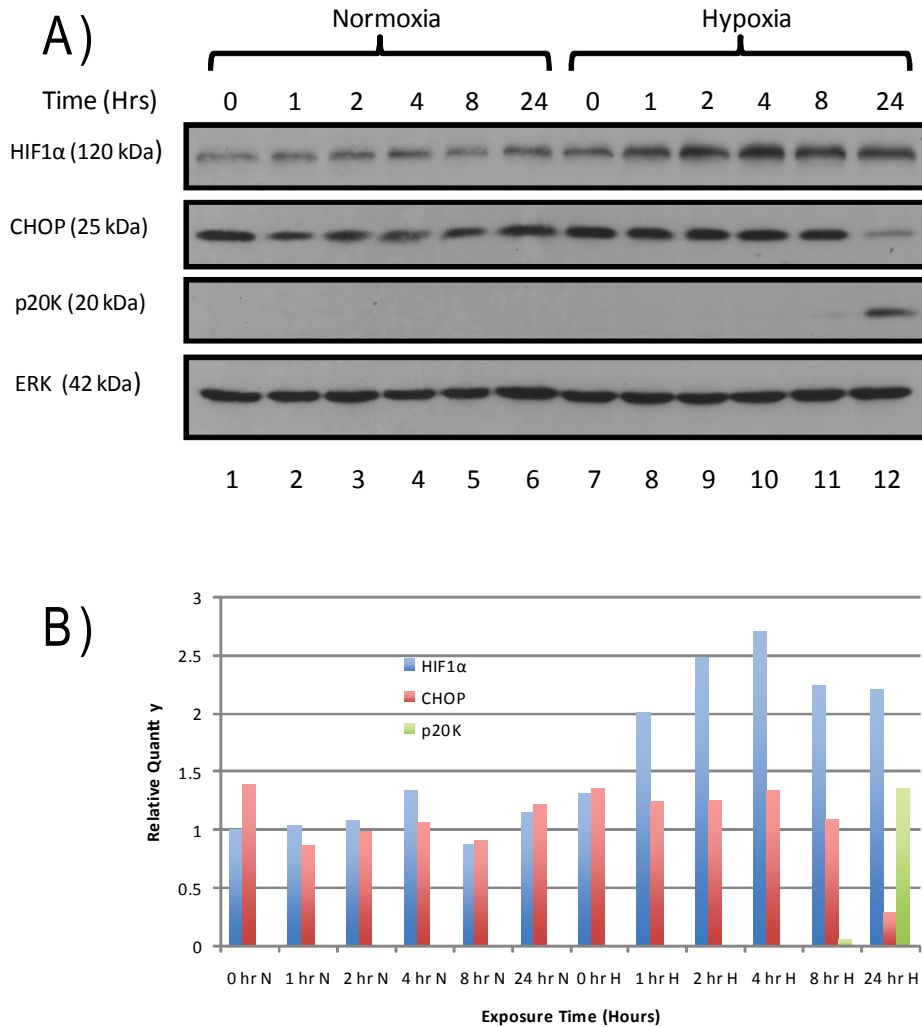 A)
Normoxia Hypoxia
Time (Hrs) 0 1 2 4 8 24 0 1 2 4 8 24
HIF1α (120 kDa)
CHOP (25 kDa)
p20K (20 kDa)
ERK (42 kDa)
1 2 3 4 5 6 7 8 9 10 11 12
B)
3
2.5
2
1.5
1
0.5
0
Relative Quantt y
HIF1α
CHOP
p20K
0 hr N 1 hr N 2 hr N 4 hr N 8 hr N 24 hr N 0 hr H 1 hr H 2 hr H 4 hr H 8 hr H 24 hr H
Exposure Time (Hours)